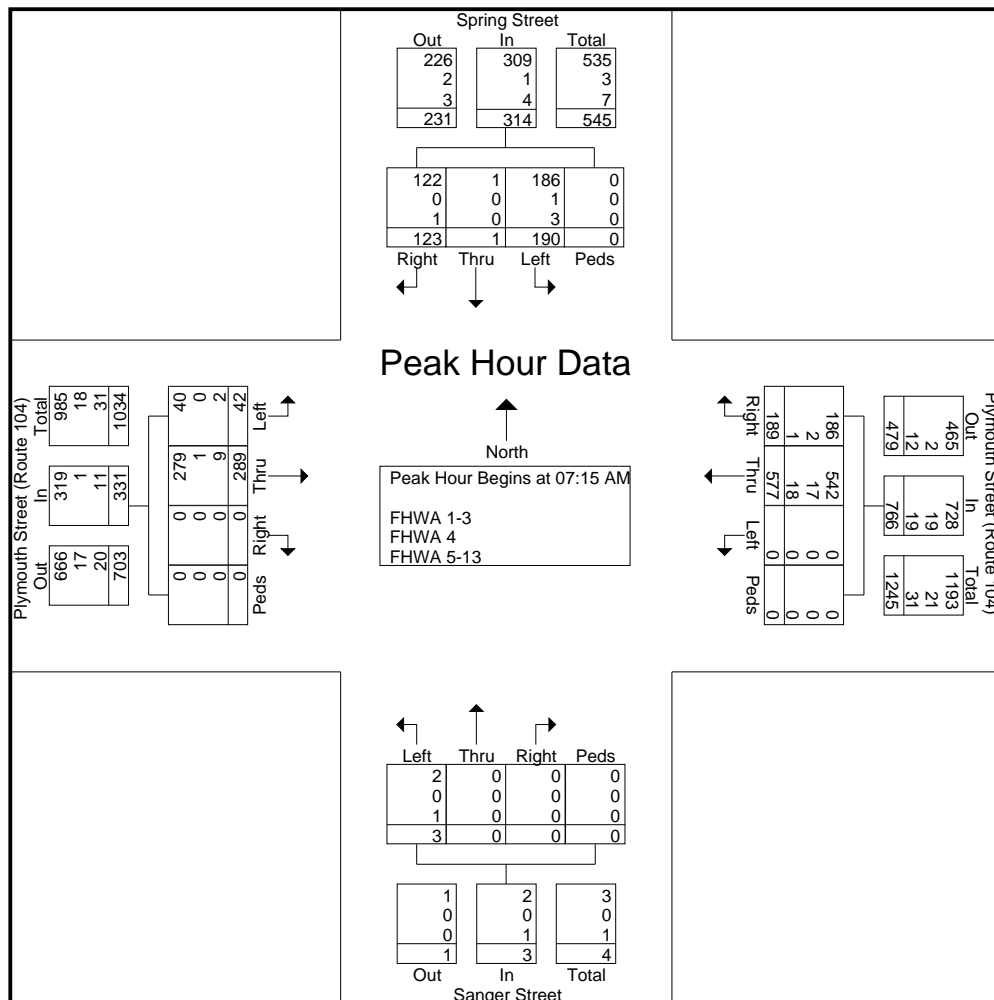 Spring Street
Out In Total
226 309 535
2 1 3
3 4 7
231 314 545
122 1 186 0
0 0 1 0
1 0 3 0
123 1 190 0
Right Thru Left Peds
Peak Hour Data
North
Peak Hour Begins at 07:15 AM
FHWA 1-3
FHWA 4
FHWA 5-13
Plymouth Street (Route 104)
Out In Total
666 319 985
17 1 18
20 11 31
703 331 1034
0 0 279 40
0 0 1 0
0 0 9 2
0 0 289 42
Peds Right Thru Left
Plymouth Street (Route 104)
Out In Total
465 728 1193
2 19 21
12 19 31
479 766 1245
186 542 0 0
2 17 0 0
1 18 0 0
189 577 0 0
Right Thru Left Peds
Left Thru Right Peds
2 0 0 0
0 0 0 0
1 0 0 0
3 0 0 0
1 2 3
0 0 0
0 1 1
1 3 4
Out In Total
Sanger Street